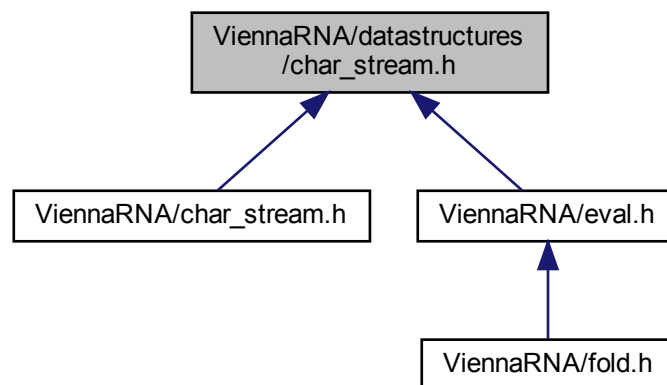 ViennaRNA/datastructures
/char_stream.h
ViennaRNA/char_stream.h
ViennaRNA/eval.h
ViennaRNA/fold.h